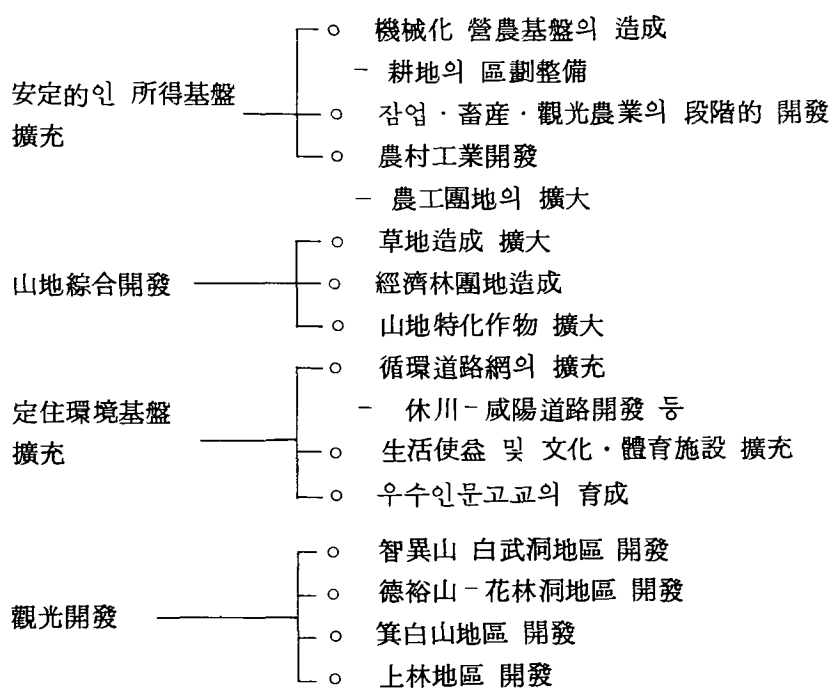 安定的인 所得基盤
擴充
○ 機械化 營農基盤의 造成
- 耕地의 區劃整備
○ 잠업·畜産·觀光農業의 段階的 開發
○ 農村工業開發
- 農工團地의 擴大
山地綜合開發
○ 草地造成 擴大
○ 經濟林團地造成
○ 山地特化作物 擴大
定住環境基盤
擴充
○ 循環道路網의 擴充
- 休川-咸陽道路開發 등
○ 生活使益 및 文化·體育施設 擴充
○ 우수인문고교의 育成
觀光開發
○ 智異山 白武洞地區 開發
○ 德裕山-花林洞地區 開發
○ 箕白山地區 開發
○ 上林地區 開發